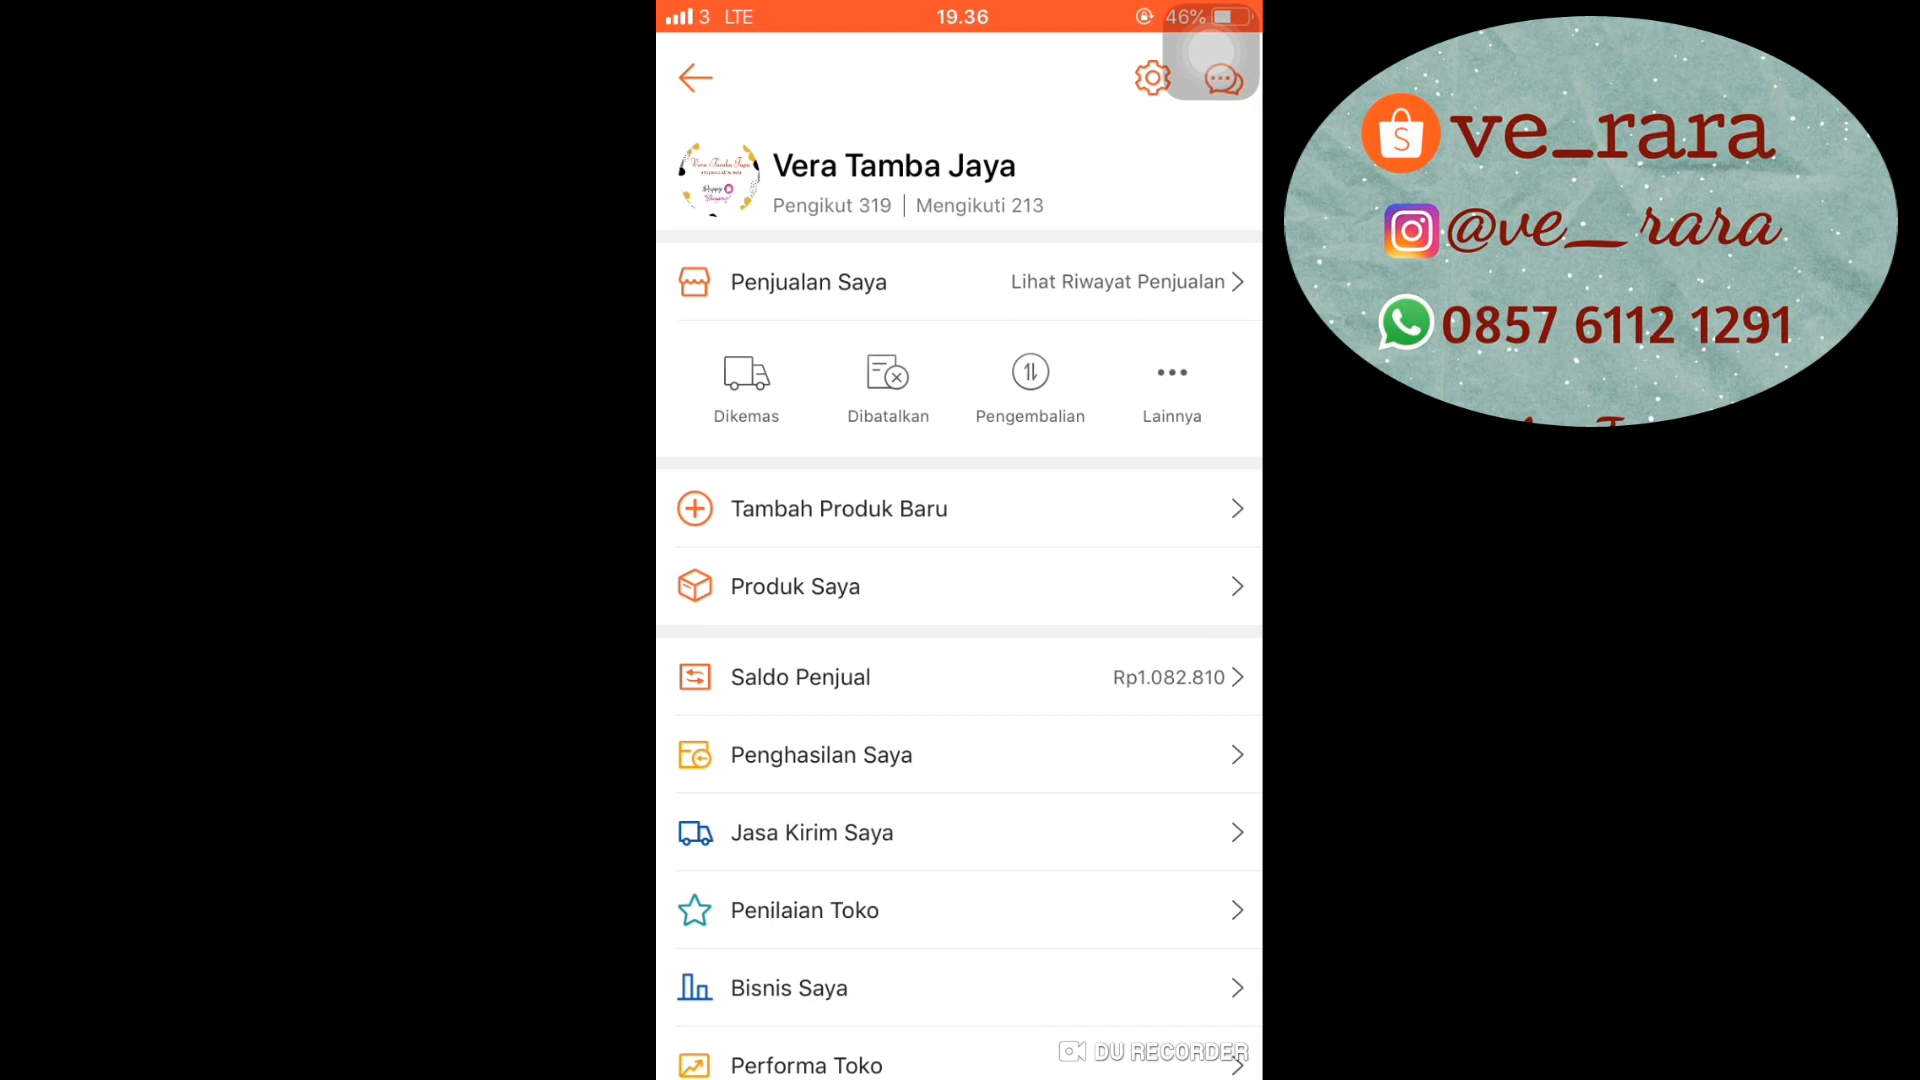 3 LTE 19.36 46%
Vera Tamba Jaya
Pengikut 319 | Mengikuti 213
Penjualan Saya Lihat Riwayat Penjualan
Dikemas Dibatalkan Pengembalian Lainnya
Tambah Produk Baru
Produk Saya
Saldo Penjual Rp1.082.810
Penghasilan Saya
Jasa Kirim Saya
Penilaian Toko
Bisnis Saya
Performa Toko
DU RECORDER
ve_rara
@ve__rara
0857 6112 1291